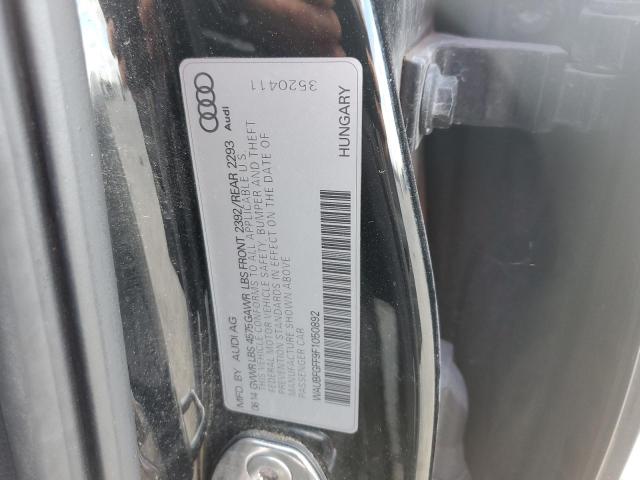 MFD BY AUDI AG
06 14 GVWR LBS 4575 GAWR LBS FRONT 2392/REAR 2293
THIS VEHICLE CONFORMS TO ALL APPLICABLE U S
FEDERAL MOTOR VEHICLE SAFETY, BUMPER AND THEFT
PREVENTION STANDARDS IN EFFECT ON THE DATE OF
MANUFACTURE SHOWN ABOVE
PASSENGER CAR
WAUBFGFF9F1050892
Audi
3520411
HUNGARY